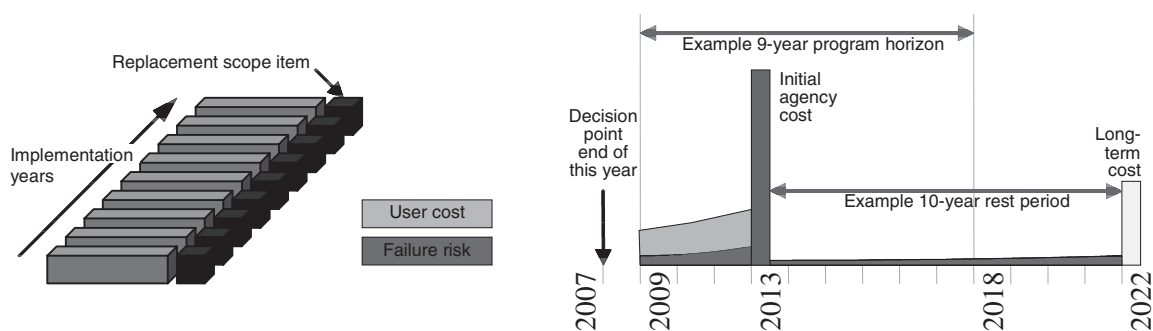 Replacement scope item
Implementation
years
User cost
Failure risk
Example 9-year program horizon
Initial
agency
cost
Decision
point
end of
this year
Long-
term
cost
Example 10-year rest period
2007
2009
2013
2018
2022